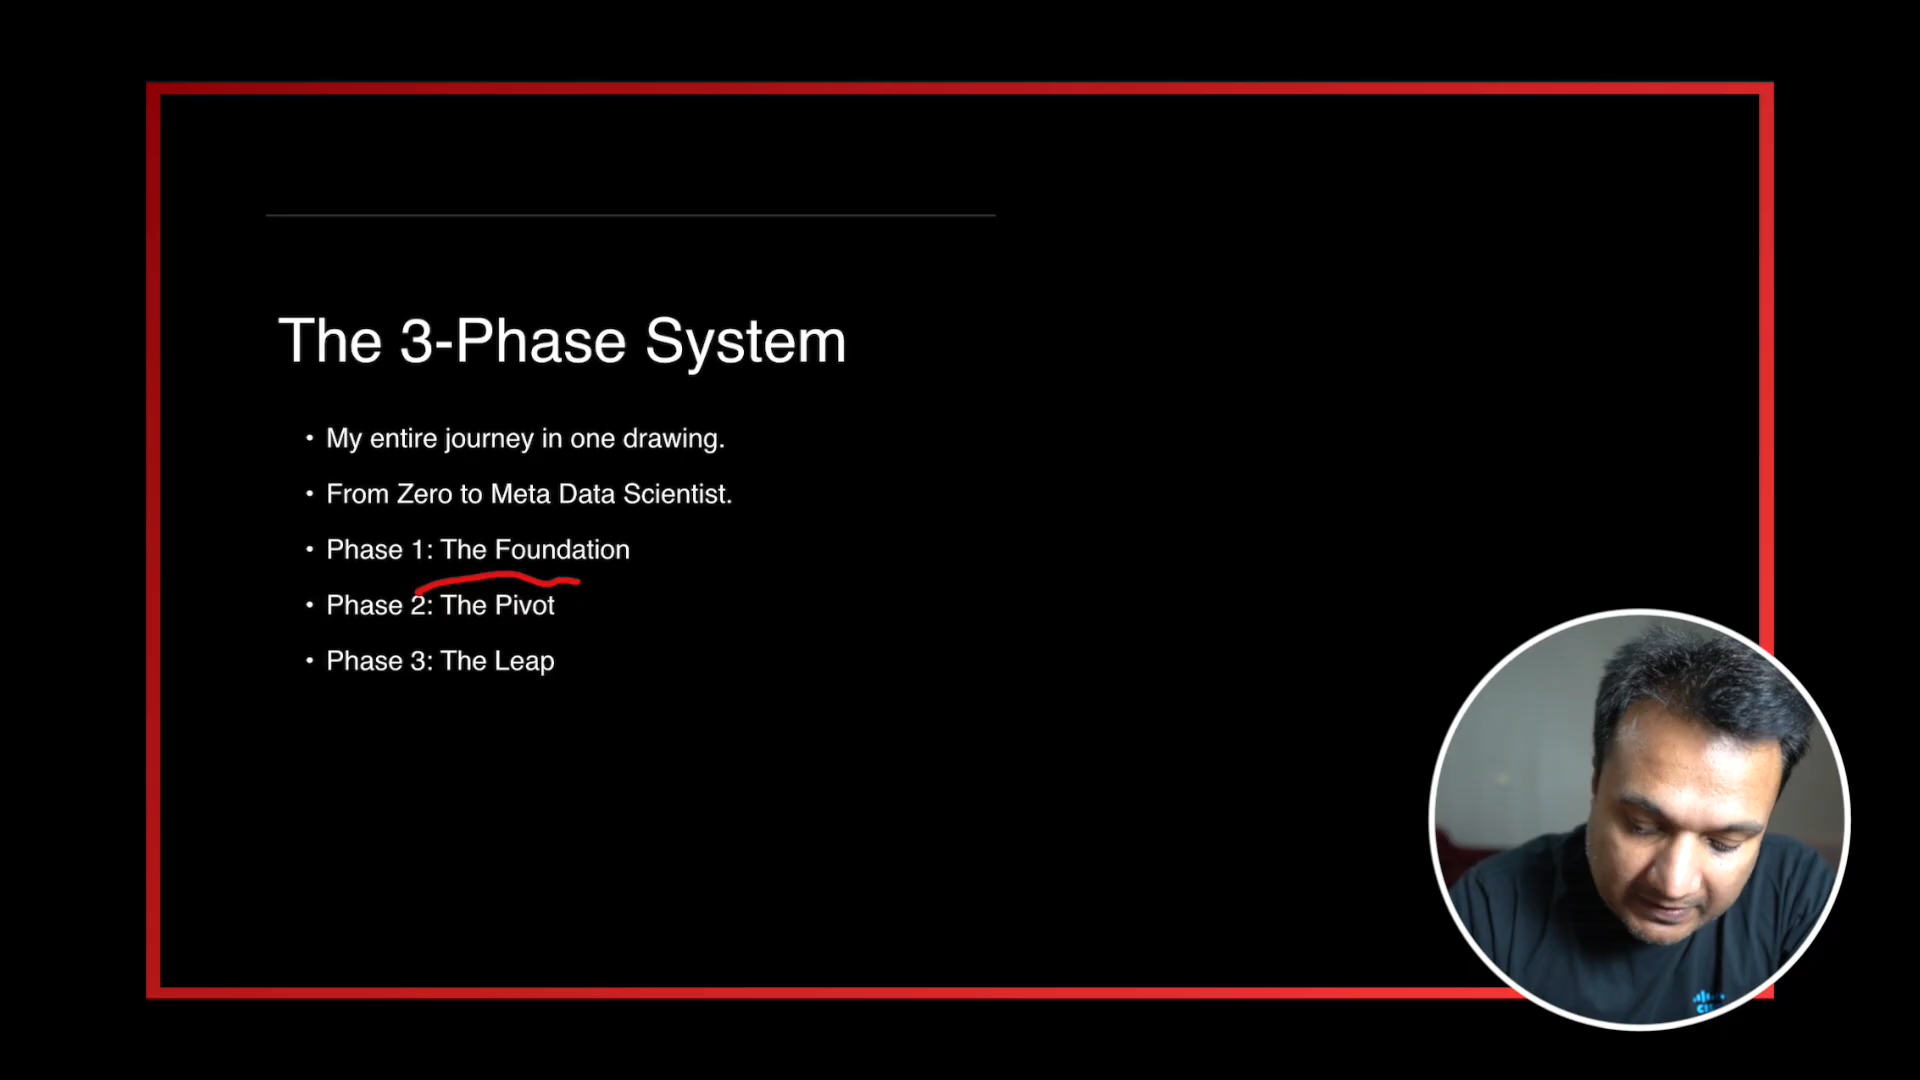 The 3-Phase System
• My entire journey in one drawing.
• From Zero to Meta Data Scientist.
• Phase 1: The Foundation
• Phase 2: The Pivot
• Phase 3: The Leap